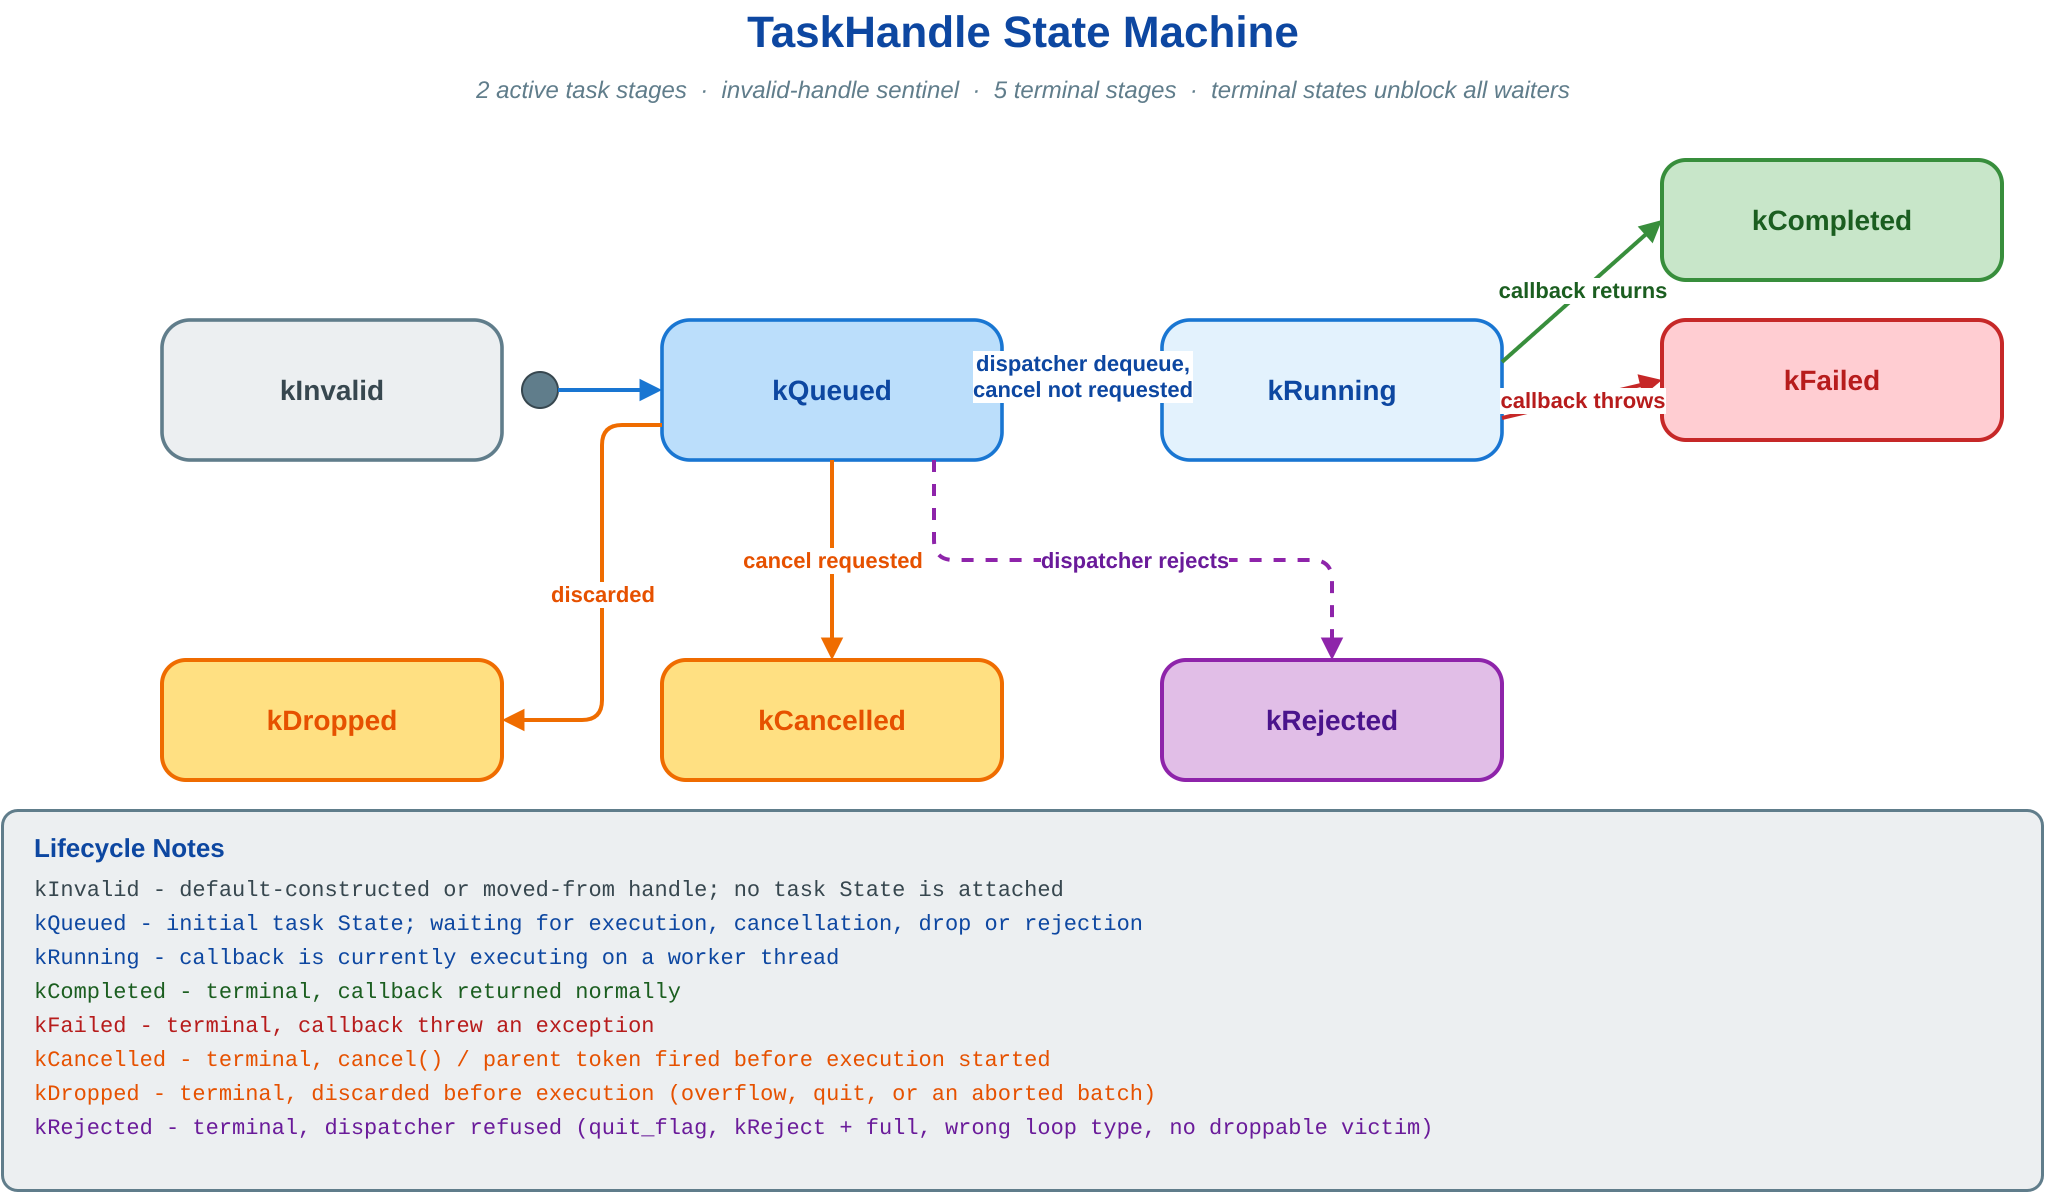 TaskHandle State Machine
2 active task stages · invalid-handle sentinel · 5 terminal stages · terminal states unblock all waiters
kCompleted
callback returns
kInvalid
kQueued
dispatcher dequeue,
cancel not requested
kRunning
callback throws
kFailed
cancel requested
dispatcher rejects
discarded
kDropped
kCancelled
kRejected
Lifecycle Notes
kInvalid - default-constructed or moved-from handle; no task State is attached
kQueued - initial task State; waiting for execution, cancellation, drop or rejection
kRunning - callback is currently executing on a worker thread
kCompleted - terminal, callback returned normally
kFailed - terminal, callback threw an exception
kCancelled - terminal, cancel() / parent token fired before execution started
kDropped - terminal, discarded before execution (overflow, quit, or an aborted batch)
kRejected - terminal, dispatcher refused (quit_flag, kReject + full, wrong loop type, no droppable victim)